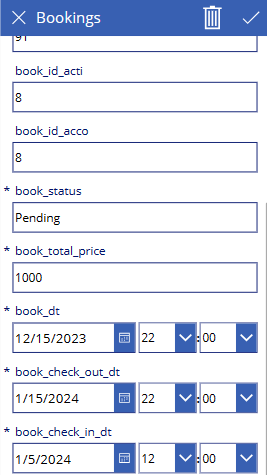 Bookings
91
book_id_acti
8
book_id_acco
8
* book_status
Pending
* book_total_price
1000
* book_dt
12/15/2023 22 : 00
* book_check_out_dt
1/15/2024 22 : 00
* book_check_in_dt
1/5/2024 12 : 00